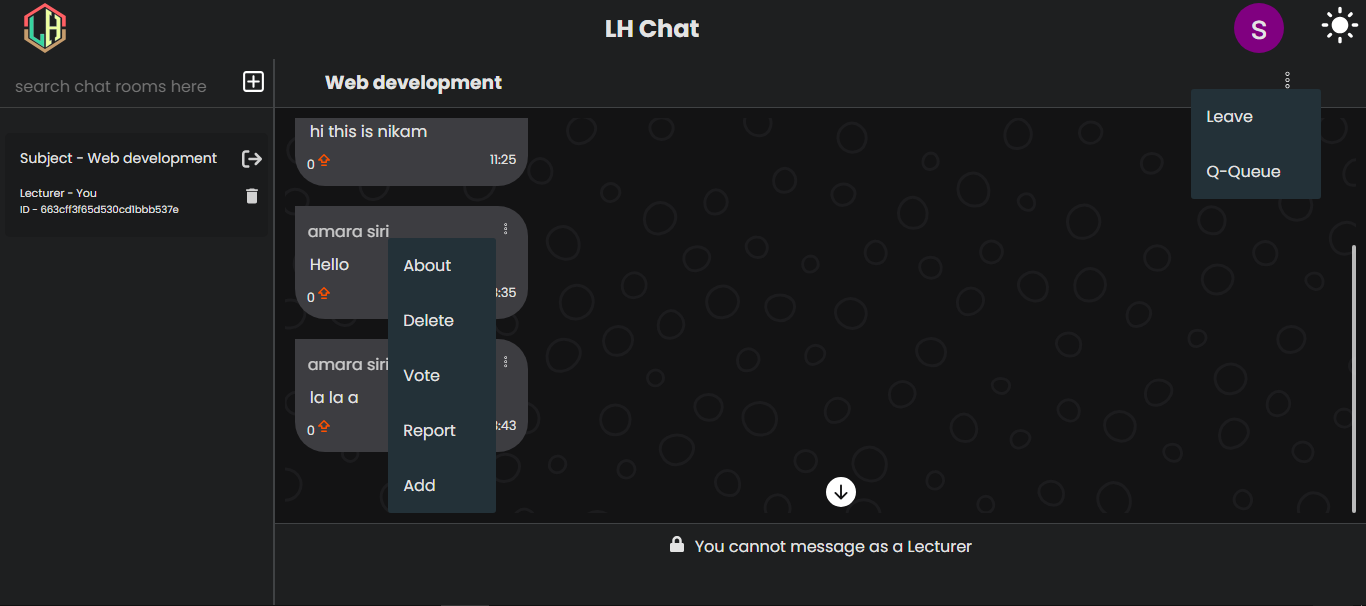 LH
LH Chat
S
search chat rooms here
Web development
Leave
Q-Queue
Subject - Web development
Lecturer - You
ID - 663cff3f65d530cd1bbb537e
hi this is nikam
0
11:25
amara siri
Hello
0
:35
About
Delete
Vote
Report
Add
amara siri
la la a
0
:43
You cannot message as a Lecturer